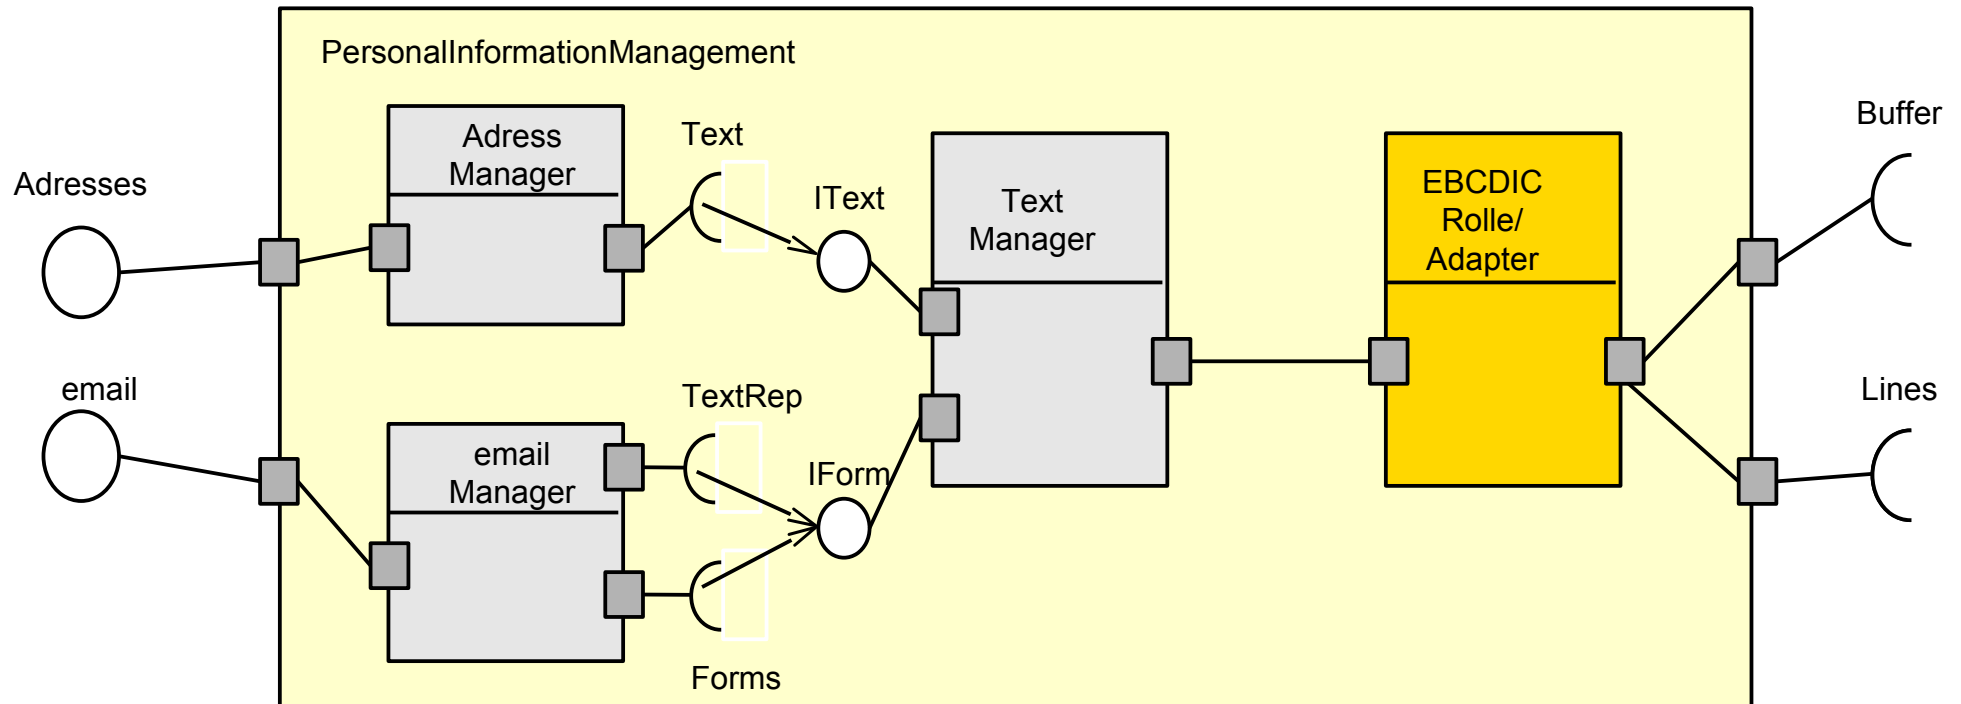 PersonalInformationManagement
Adresses
email
Adress
Manager
Text
IText
email
Manager
TextRep
IForm
Forms
Text
Manager
EBCDIC
Rolle/
Adapter
Buffer
Lines